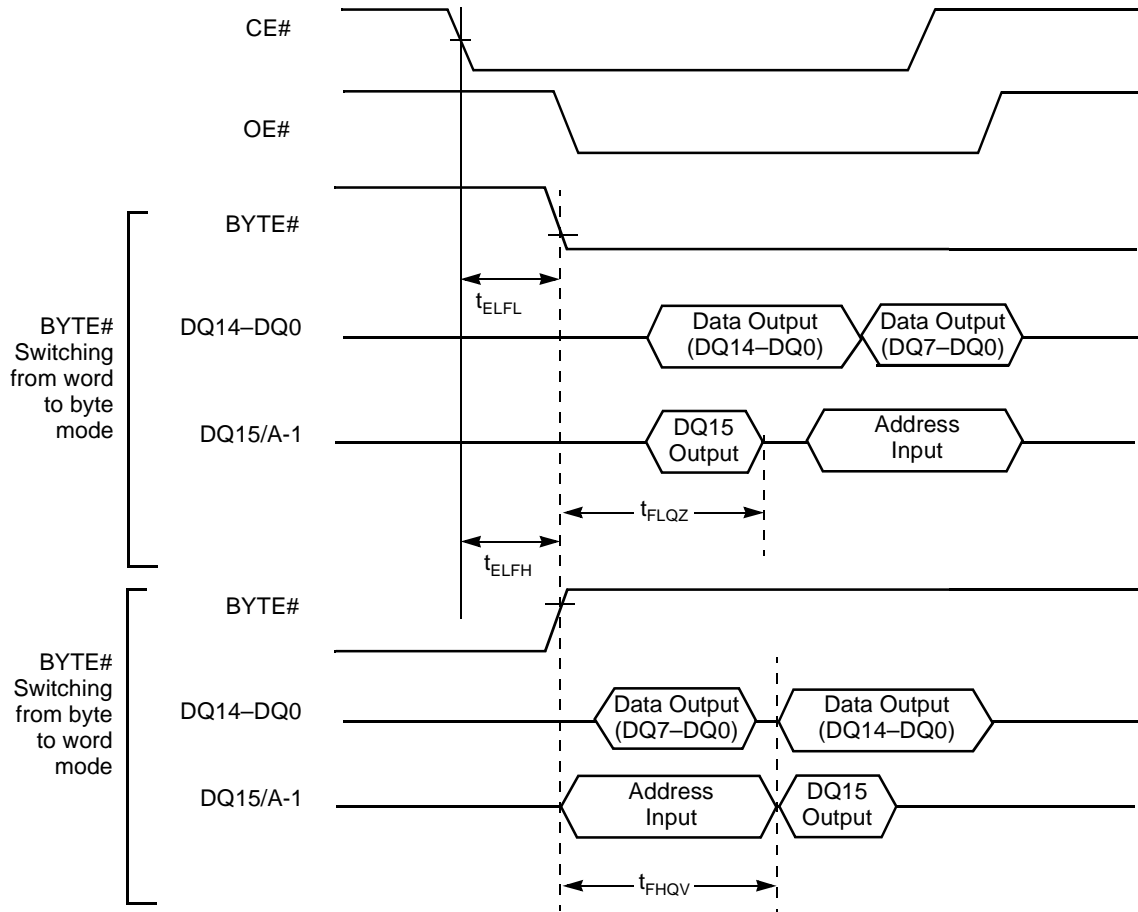 CE#
OE#
BYTE#
Switching
from word
to byte
mode
BYTE#
tELFL
DQ14–DQ0
Data Output
(DQ14–DQ0)
Data Output
(DQ7–DQ0)
DQ15/A-1
DQ15
Output
Address
Input
tFLQZ
tELFH
BYTE#
Switching
from byte
to word
mode
BYTE#
DQ14–DQ0
Data Output
(DQ7–DQ0)
Data Output
(DQ14–DQ0)
DQ15/A-1
Address
Input
DQ15
Output
tFHQV